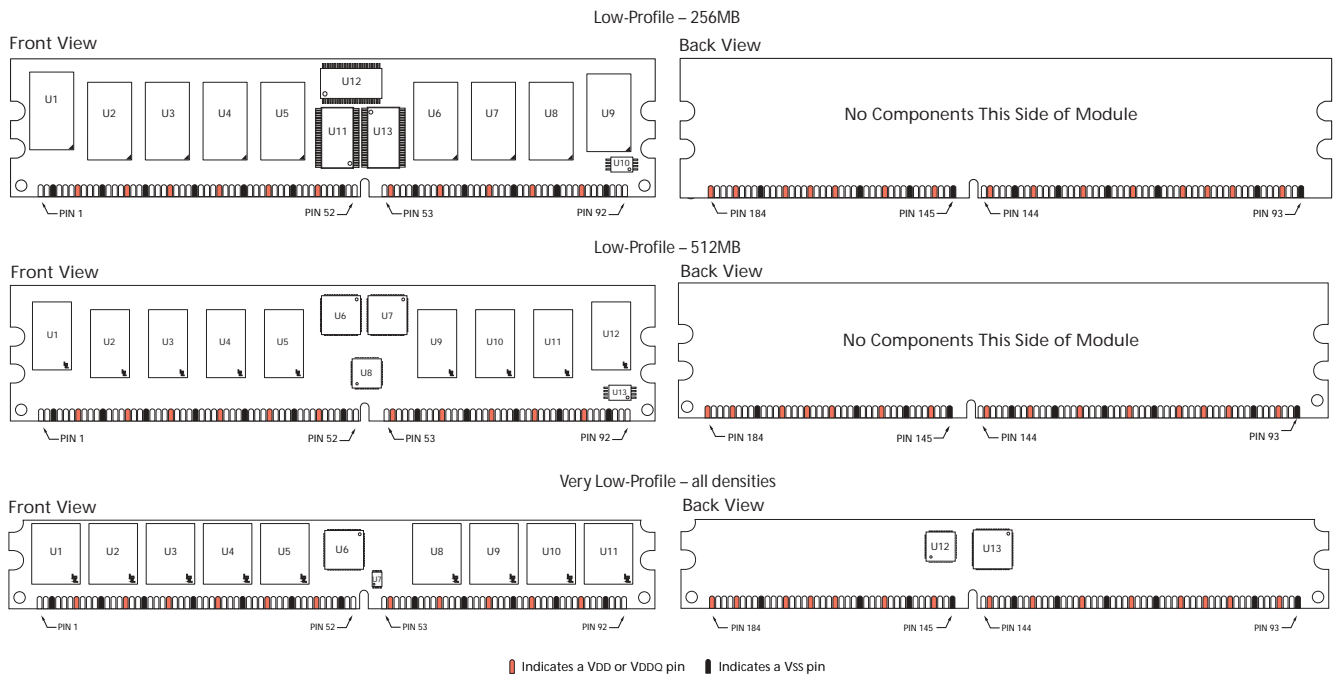 Low-Profile – 256MB
Front View
Back View
U1
U2
U3
U4
U5
U12
U11
U13
U6
U7
U8
U9
U10
No Components This Side of Module
PIN 1
PIN 52
PIN 53
PIN 92
PIN 184
PIN 145
PIN 144
PIN 93
Low-Profile – 512MB
Front View
Back View
U1
U2
U3
U4
U5
U6
U7
U8
U9
U10
U11
U12
U13
No Components This Side of Module
PIN 1
PIN 52
PIN 53
PIN 92
PIN 184
PIN 145
PIN 144
PIN 93
Very Low-Profile – all densities
Front View
Back View
U1
U2
U3
U4
U5
U6
U7
U8
U9
U10
U11
U12
U13
PIN 1
PIN 52
PIN 53
PIN 92
PIN 184
PIN 145
PIN 144
PIN 93
Indicates a VDD or VDDQ pin
Indicates a VSS pin